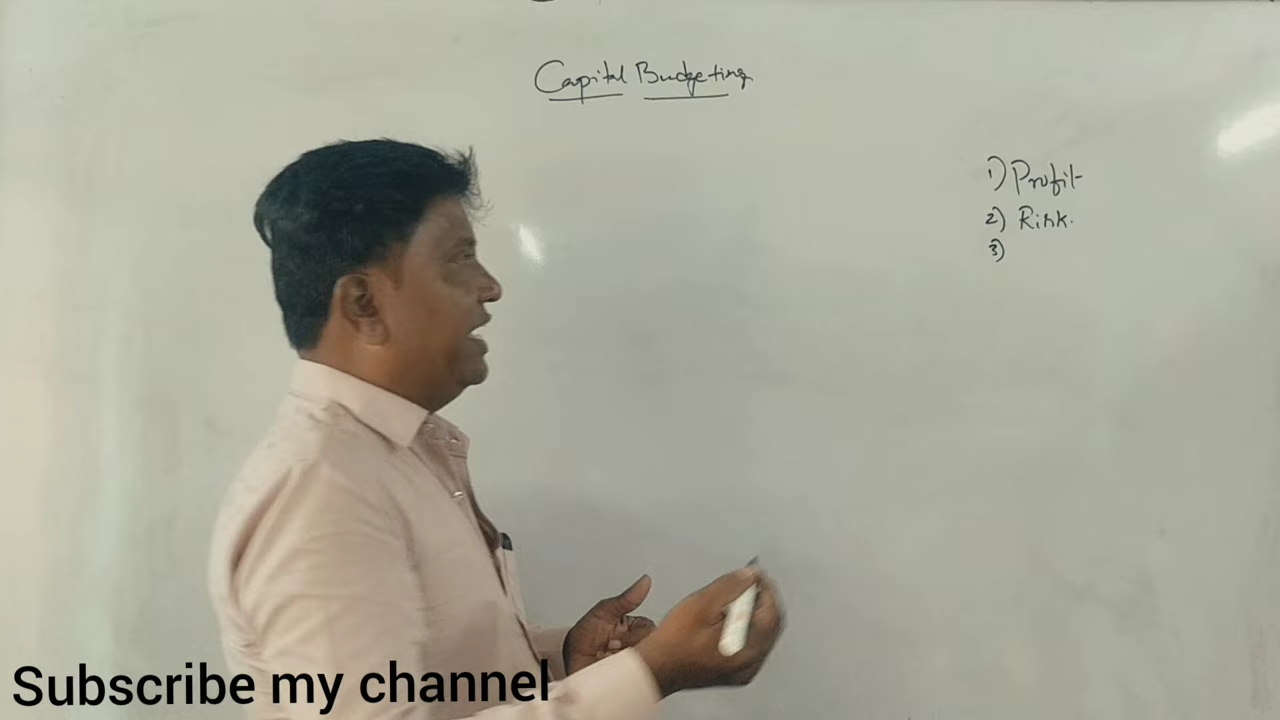 Capital Budgeting
1) Profit
2) Risk.
3)
Subscribe my channel